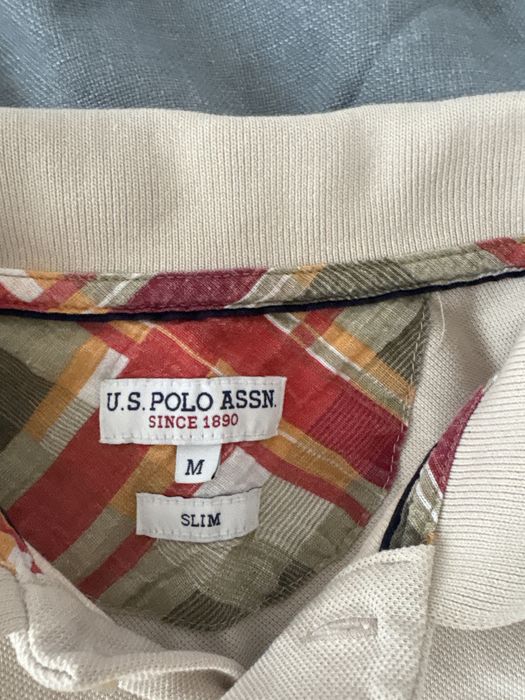 U.S. POLO ASSN.
SINCE 1890
M
SLIM